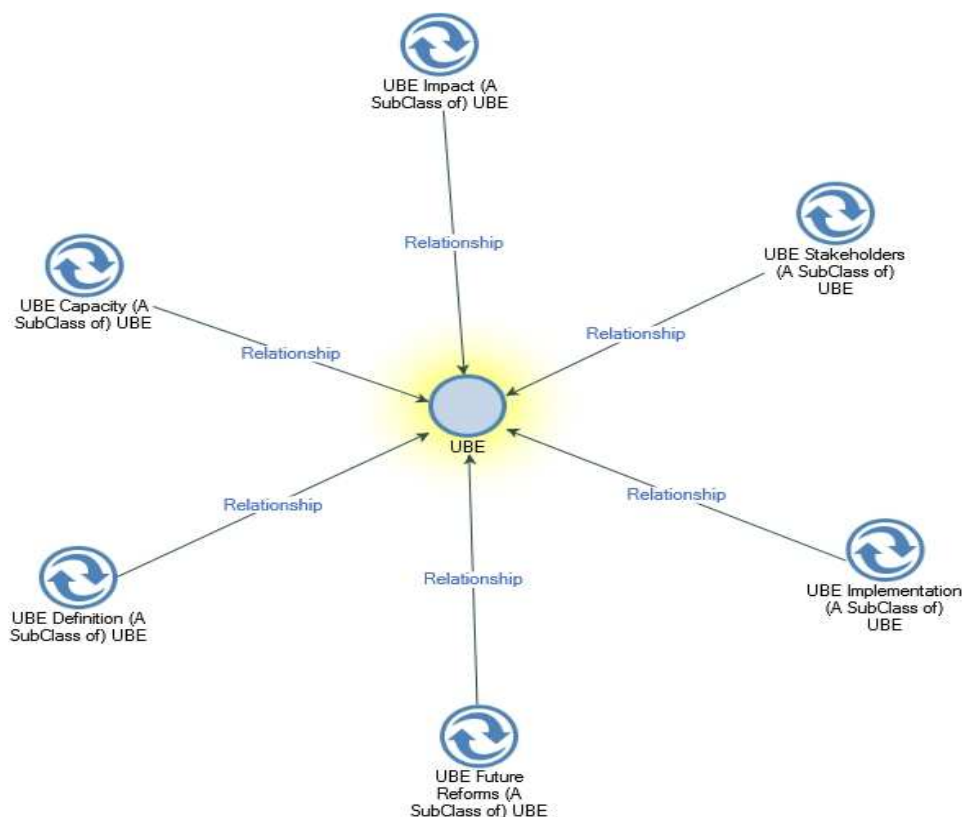 UBE Impact (A
SubClass of) UBE
UBE Stakeholders
(A SubClass of)
UBE
Relationship
UBE Capacity (A
SubClass of) UBE
Relationship
Relationship
UBE
Relationship
Relationship
UBE Implementation
(A SubClass of)
UBE
Relationship
UBE Definition (A
SubClass of) UBE
UBE Future
Reforms (A
SubClass of) UBE